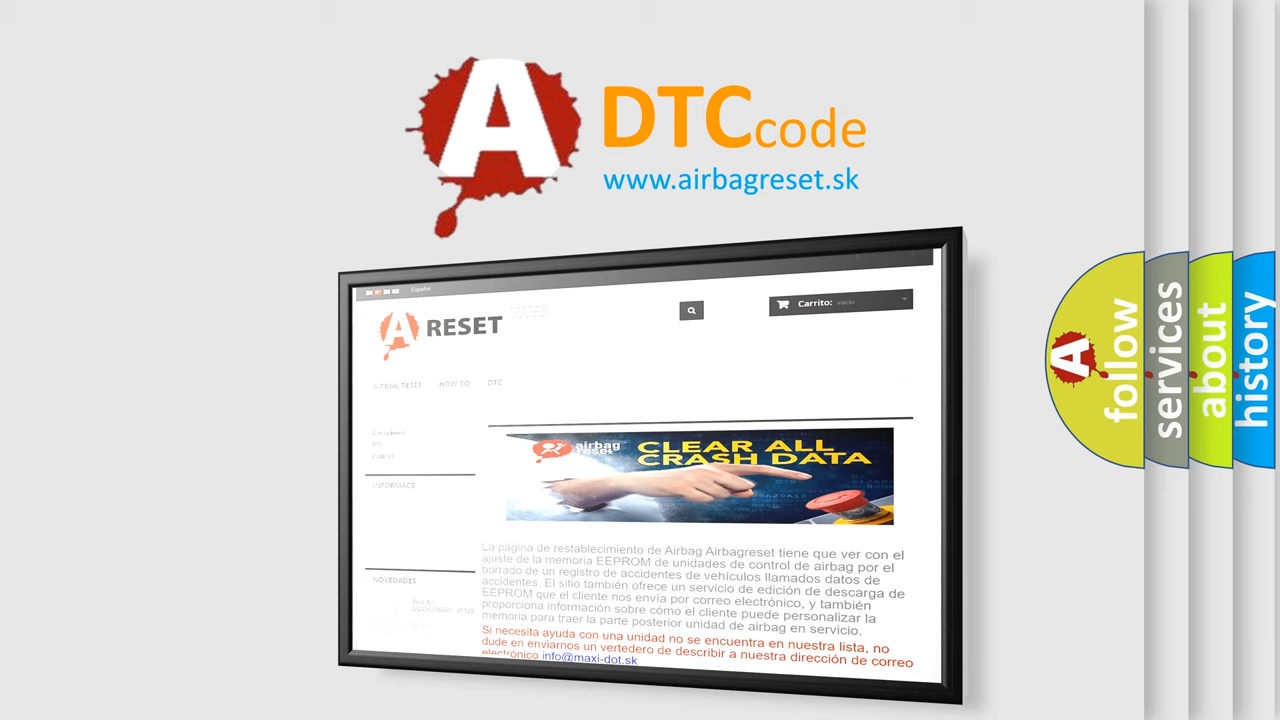 A
DTC code
www.airbagreset.sk
Español
A RESET
Carrito: vacío
AIRBAG RESET HOW TO DTC
INFORMACE
NOVEDADES
airbag
reset
CLEAR ALL
CRASH DATA
La página de restablecimiento de Airbag Airbagreset tiene que ver con el
ajuste de la memoria EEPROM de unidades de control de airbag por el
borrado de un registro de accidentes de vehículos llamados datos de
accidentes. El sitio también ofrece un servicio de edición de descarga de
EEPROM que el cliente nos envía por correo electrónico, y también
proporciona información sobre cómo el cliente puede personalizar la
memoria para traer la parte posterior unidad de airbag en servicio.
Si necesita ayuda con una unidad no se encuentra en nuestra lista, no
dude en enviarnos un vertedero de describir a nuestra dirección de correo
electrónico info@maxi-dot.sk
A
follow
services
about
history